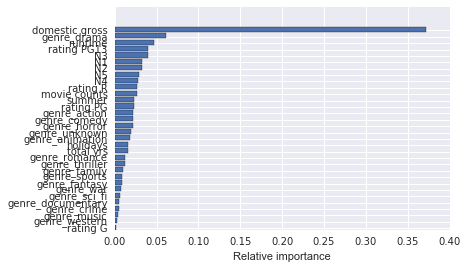 domestic gross
genre_drama
runtime
rating PG13
N3
N1
N2
N5
N4
rating R
movie counts
summer
rating PG
genre_action
genre_comedy
genre_horror
genre_unknown
genre_animation
holidays
total yrs
genre_romance
genre_thriller
genre_family
genre_sports
genre_fantasy
genre_war
genre_sci_fi
genre_documentary
genre_crime
genre_music
genre_western
rating G
0.00 0.05 0.10 0.15 0.20 0.25 0.30 0.35 0.40
Relative importance